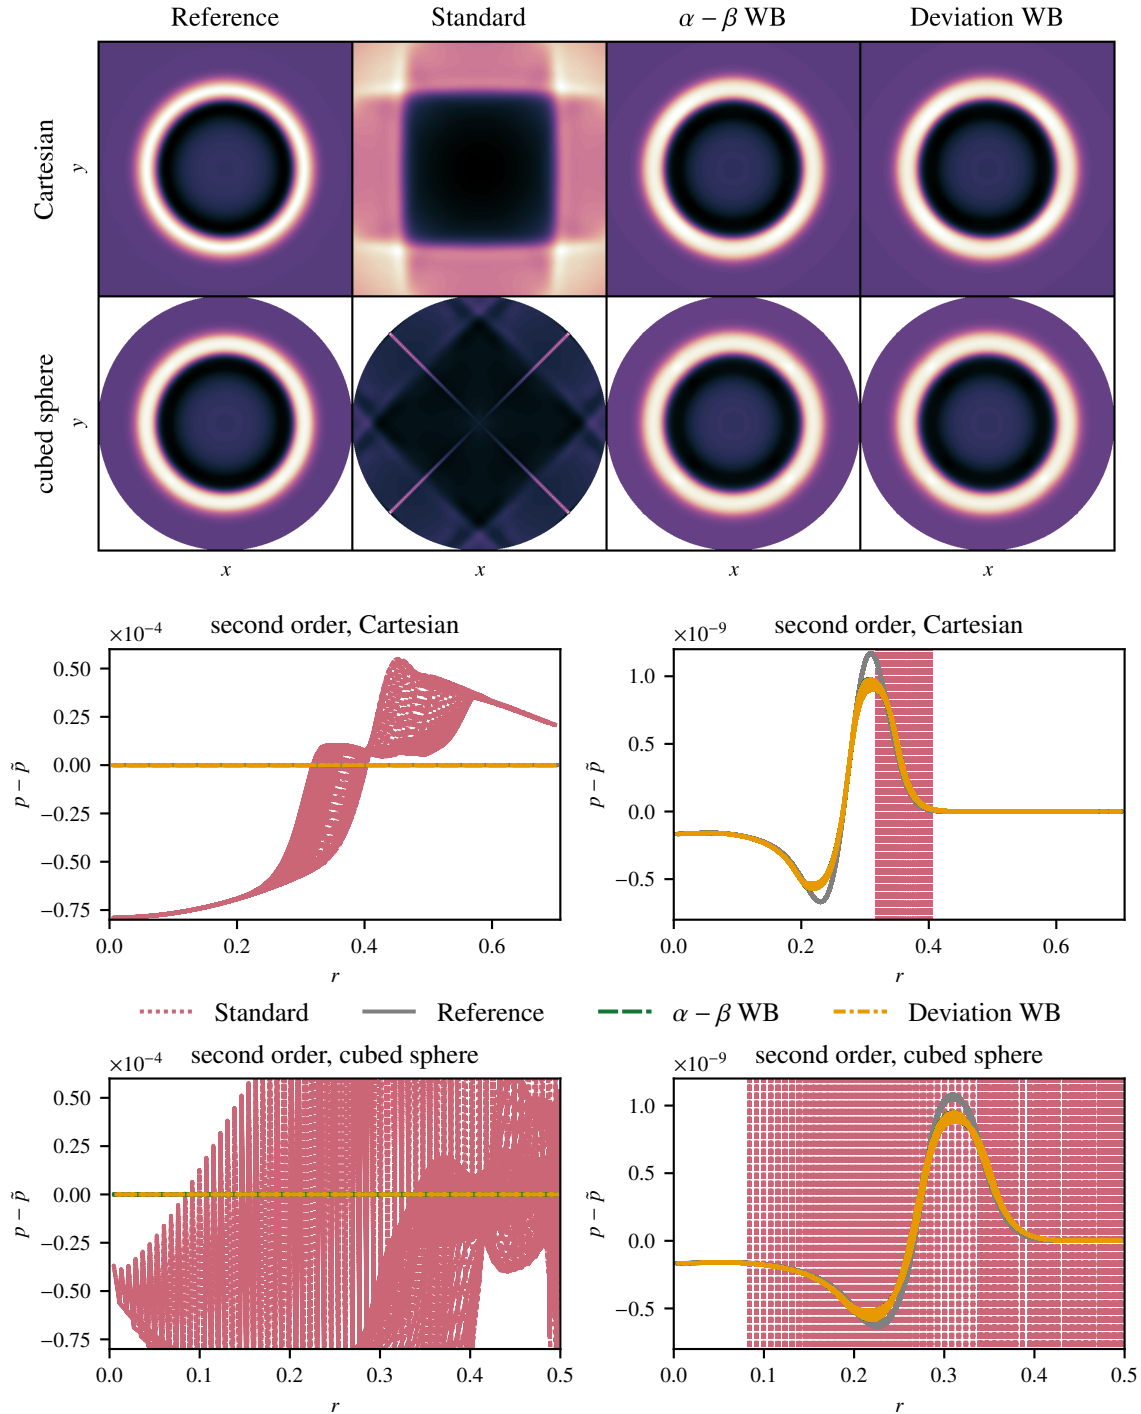 Reference Standard α − β WB Deviation WB
Cartesian
y
cubed sphere
y
x x x x
second order, Cartesian
×10⁻⁴
0.50
0.25
0.00
−0.25
−0.50
−0.75
p − p̃
0.0 0.2 0.4 0.6
r
second order, Cartesian
×10⁻⁹
1.0
0.5
0.0
−0.5
p − p̃
0.0 0.2 0.4 0.6
r
Standard Reference α − β WB Deviation WB
second order, cubed sphere
×10⁻⁴
0.50
0.25
0.00
−0.25
−0.50
−0.75
p − p̃
0.0 0.1 0.2 0.3 0.4 0.5
r
second order, cubed sphere
×10⁻⁹
1.0
0.5
0.0
−0.5
p − p̃
0.0 0.1 0.2 0.3 0.4 0.5
r